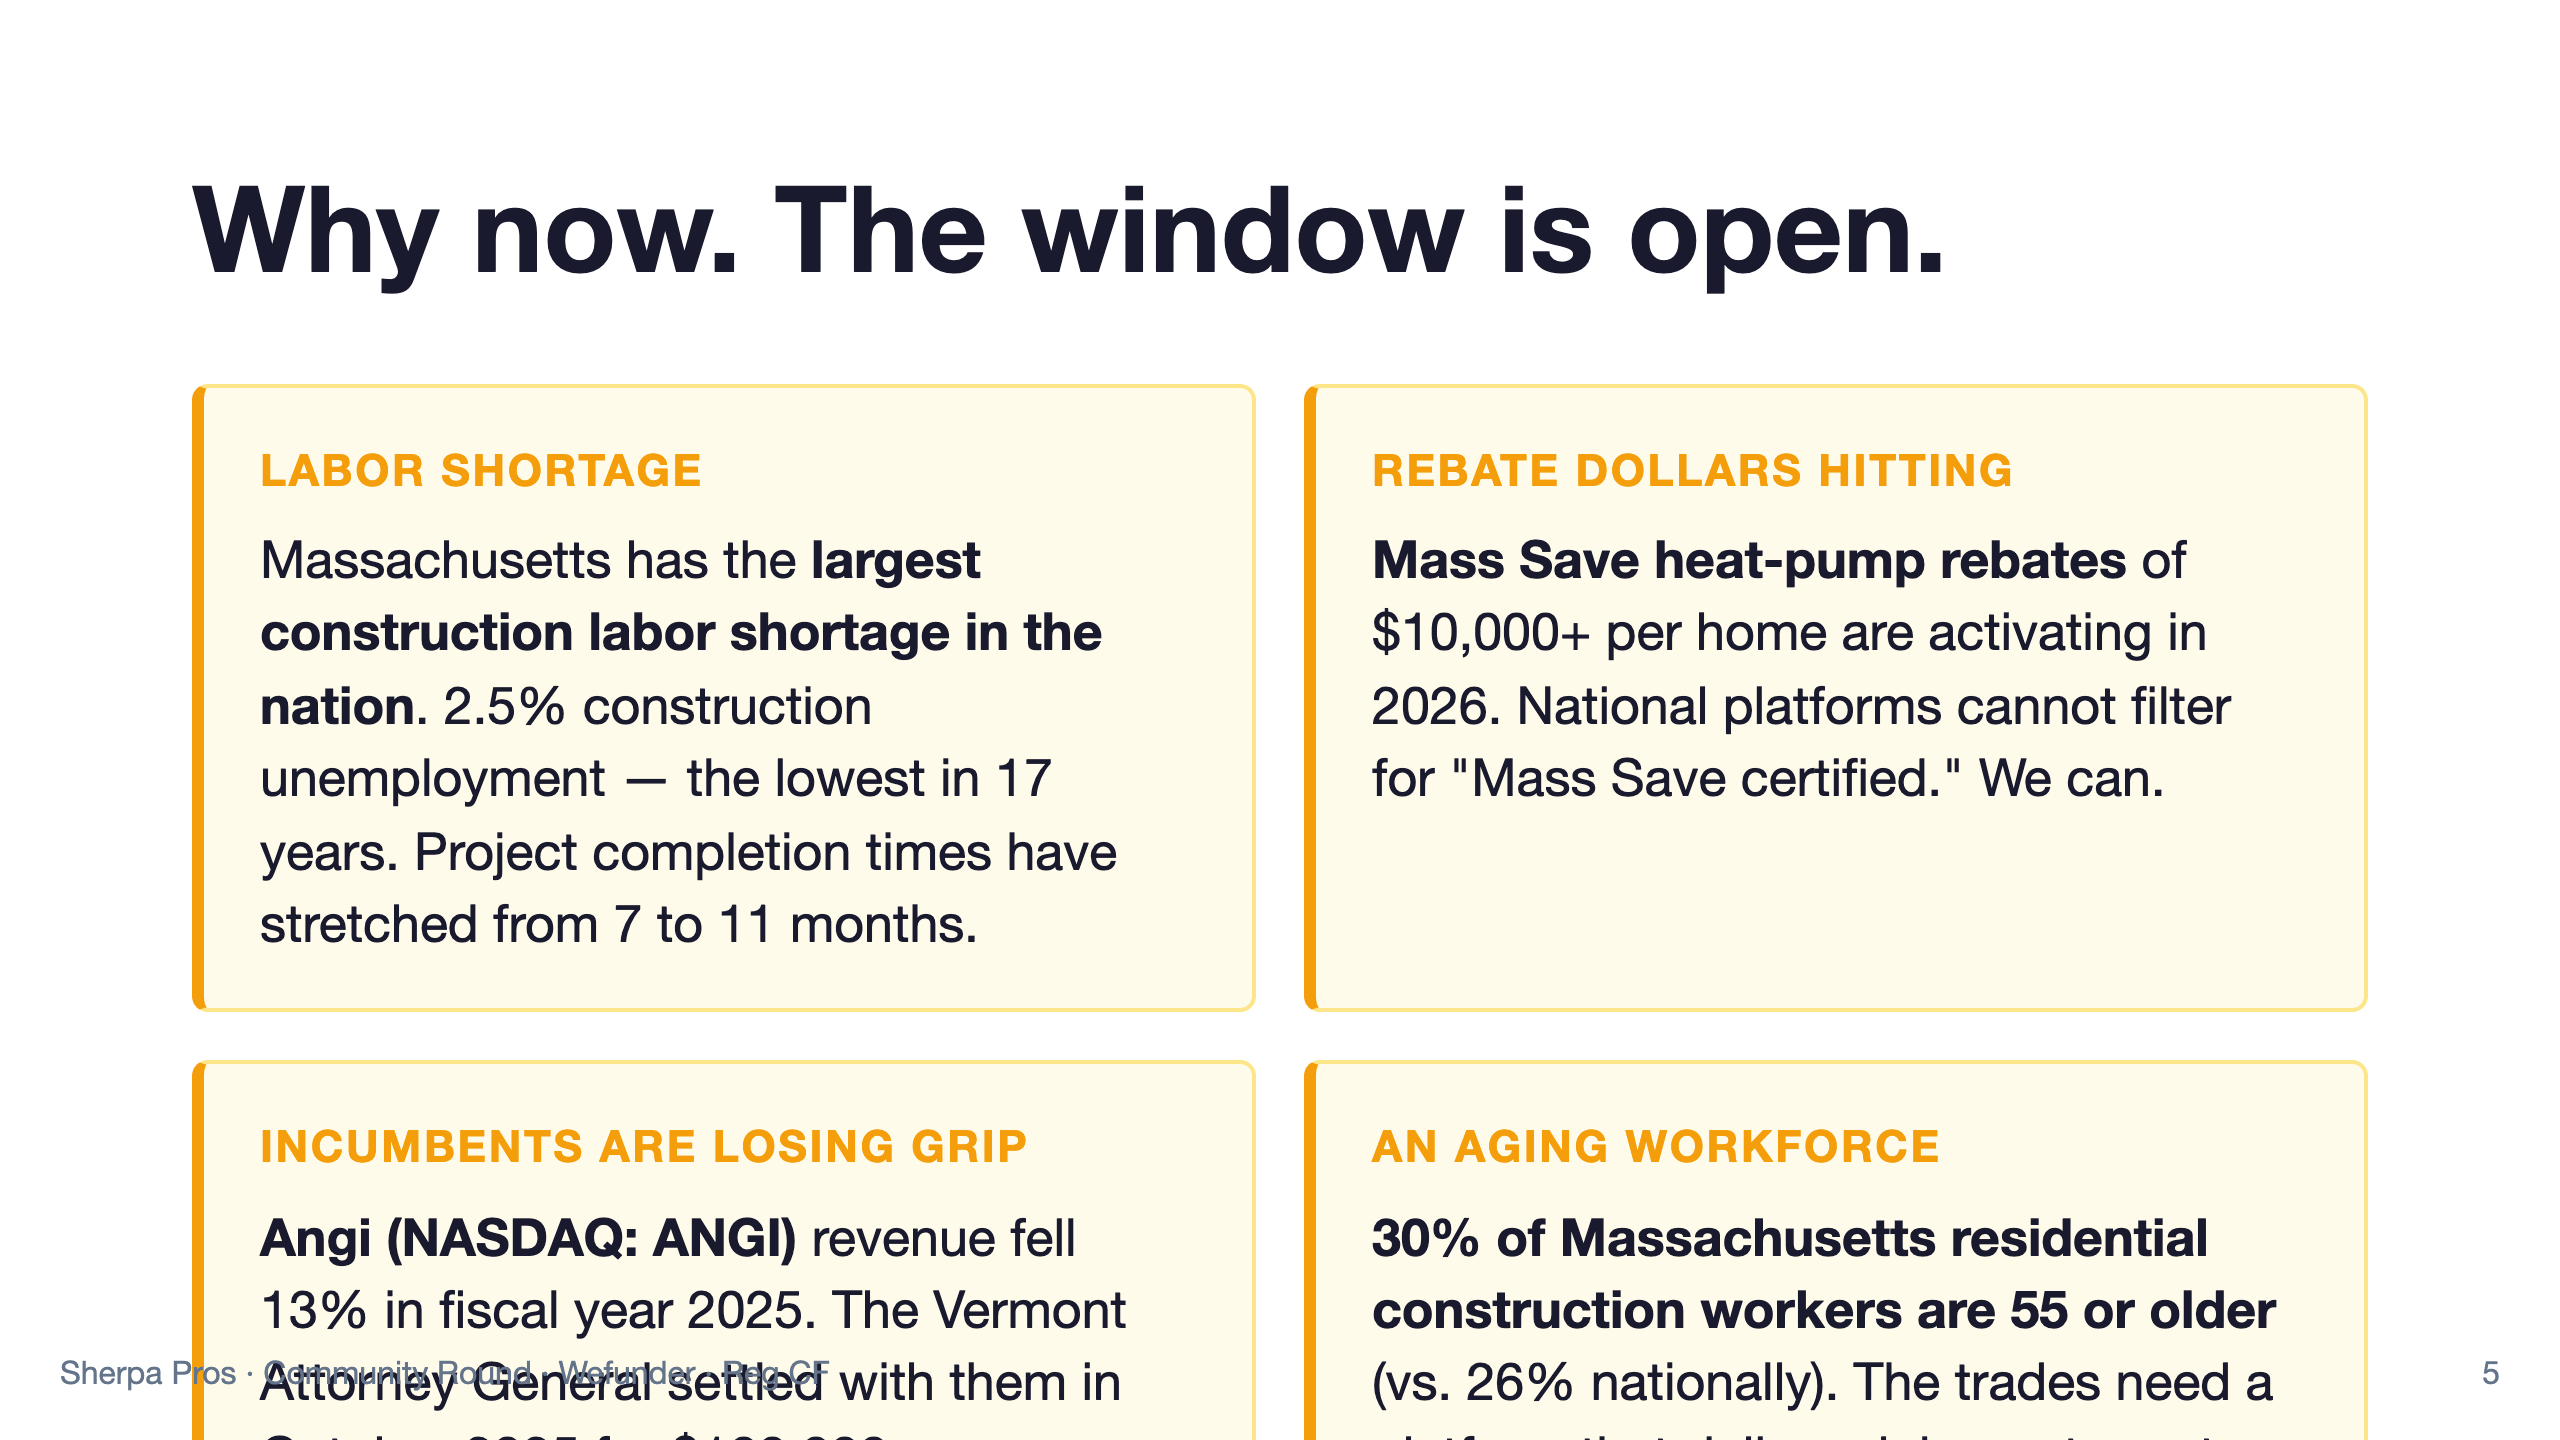 Why now. The window is open.
LABOR SHORTAGE
Massachusetts has the largest
construction labor shortage in the
nation. 2.5% construction
unemployment — the lowest in 17
years. Project completion times have
stretched from 7 to 11 months.
REBATE DOLLARS HITTING
Mass Save heat-pump rebates of
$10,000+ per home are activating in
2026. National platforms cannot filter
for "Mass Save certified." We can.
INCUMBENTS ARE LOSING GRIP
Angi (NASDAQ: ANGI) revenue fell
13% in fiscal year 2025. The Vermont
Attorney General settled with them in
AN AGING WORKFORCE
30% of Massachusetts residential
construction workers are 55 or older
(vs. 26% nationally). The trades need a
Sherpa Pros · Community Round · Wefunder · Reg CF
5